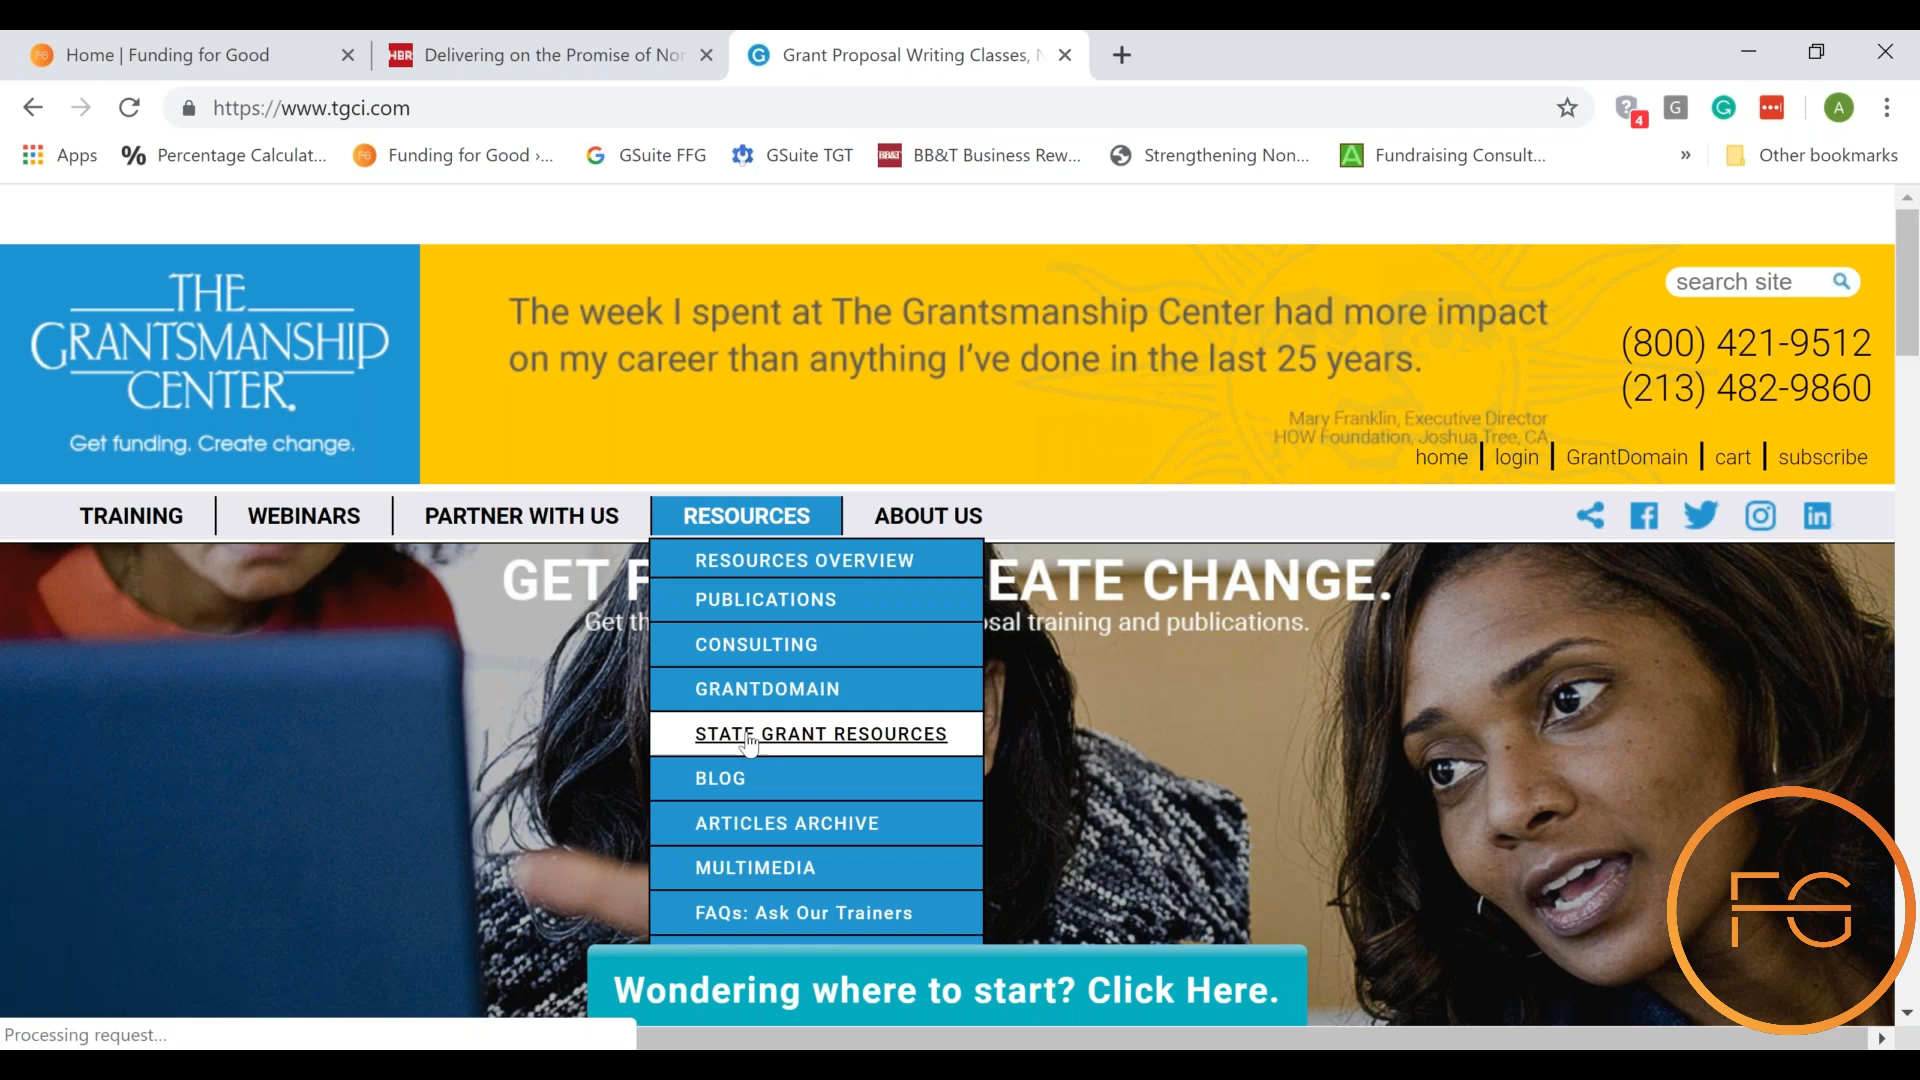 Home | Funding for Good
HBR
Delivering on the Promise of Nor
Grant Proposal Writing Classes, N
https://www.tgci.com
4
A
Apps
Percentage Calculat...
Funding for Good ›...
GSuite FFG
GSuite TGT
BB&T
BB&T Business Rew...
Strengthening Non...
Fundraising Consult...
»
Other bookmarks
THE
GRANTSMANSHIP
CENTER.
Get funding. Create change.
The week I spent at The Grantsmanship Center had more impact
on my career than anything I've done in the last 25 years.
Mary Franklin, Executive Director
HOW Foundation, Joshua Tree, CA
search site
(800) 421-9512
(213) 482-9860
home | login | GrantDomain | cart | subscribe
TRAINING
WEBINARS
PARTNER WITH US
RESOURCES
ABOUT US
RESOURCES OVERVIEW
PUBLICATIONS
CONSULTING
GRANTDOMAIN
STATE GRANT RESOURCES
BLOG
ARTICLES ARCHIVE
MULTIMEDIA
FAQs: Ask Our Trainers
GET F
EATE CHANGE.
Get th
sal training and publications.
Wondering where to start? Click Here.
FG
Processing request...